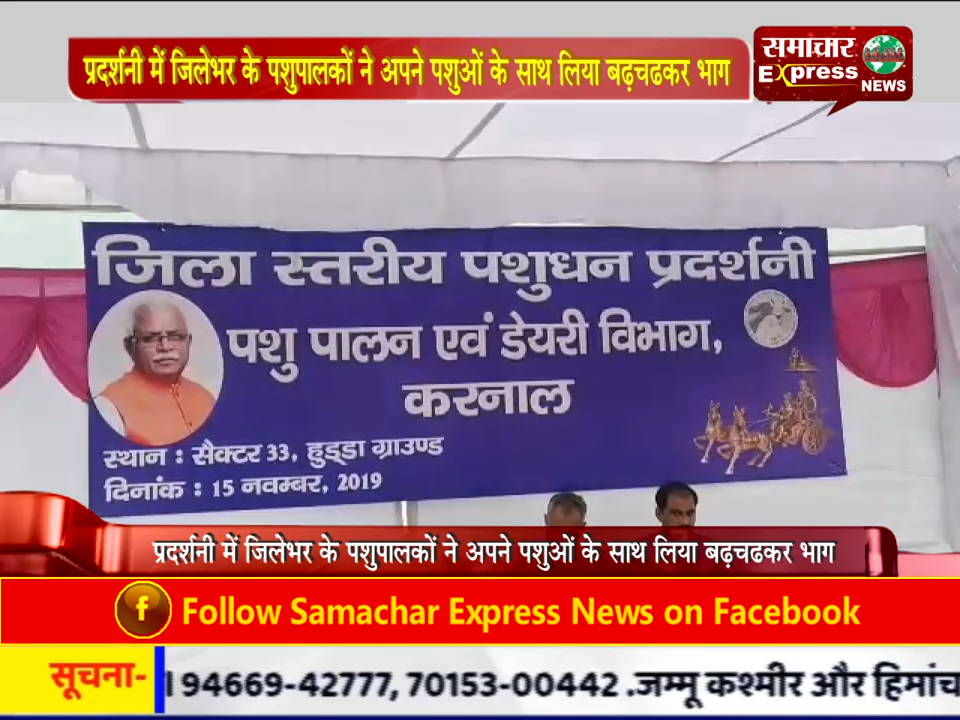 प्रदर्शनी में जिलेभर के पशुपालकों ने अपने पशुओं के साथ लिया बढ़चढकर भाग
समाचार
Express
NEWS
जिला स्तरीय पशुधन प्रदर्शनी
पशु पालन एवं डेयरी विभाग,
करनाल
स्थान : सैक्टर 33, हुड्डा ग्राउण्ड
दिनांक : 15 नवम्बर, 2019
प्रदर्शनी में जिलेभर के पशुपालकों ने अपने पशुओं के साथ लिया बढ़चढकर भाग
f Follow Samachar Express News on Facebook
सूचना- 94669-42777, 70153-00442 .जम्मू कश्मीर और हिमांच